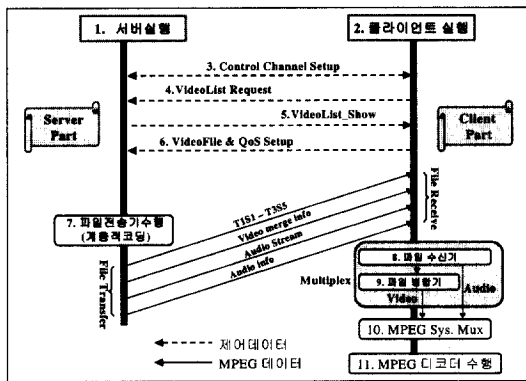 1. 서버실행
2. 클라이언트 실행
3. Control Channel Setup
4.VideoList Request
5.VideoList_Show
6. VideoFile & QoS Setup
Server
Part
Client
Part
7. 파일전송기수행
(계층적코딩)
File Transfer
T1S1 – T3S5
Video merge info
Audio Stream
Audio info
File Receive
8. 파일 수신기
9. 파일 병합기
Multiplex
Video
Audio
10. MPEG Sys. Mux
11. MPEG 디코더 수행
제어데이터
MPEG 데이터